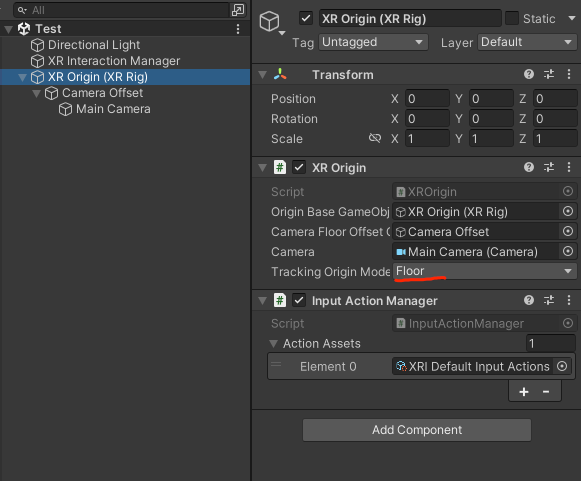 All
Test
Directional Light
XR Interaction Manager
XR Origin (XR Rig)
Camera Offset
Main Camera
XR Origin (XR Rig)
Static
Tag Untagged Layer Default
Transform
Position X 0 Y 0 Z 0
Rotation X 0 Y 0 Z 0
Scale X 1 Y 1 Z 1
# XR Origin
Script # XROrigin
Origin Base GameObj XR Origin (XR Rig)
Camera Floor Offset G Camera Offset
Camera Main Camera (Camera)
Tracking Origin Mode Floor
# Input Action Manager
Script # InputActionManager
Action Assets 1
Element 0 XRI Default Input Actions
+ -
Add Component